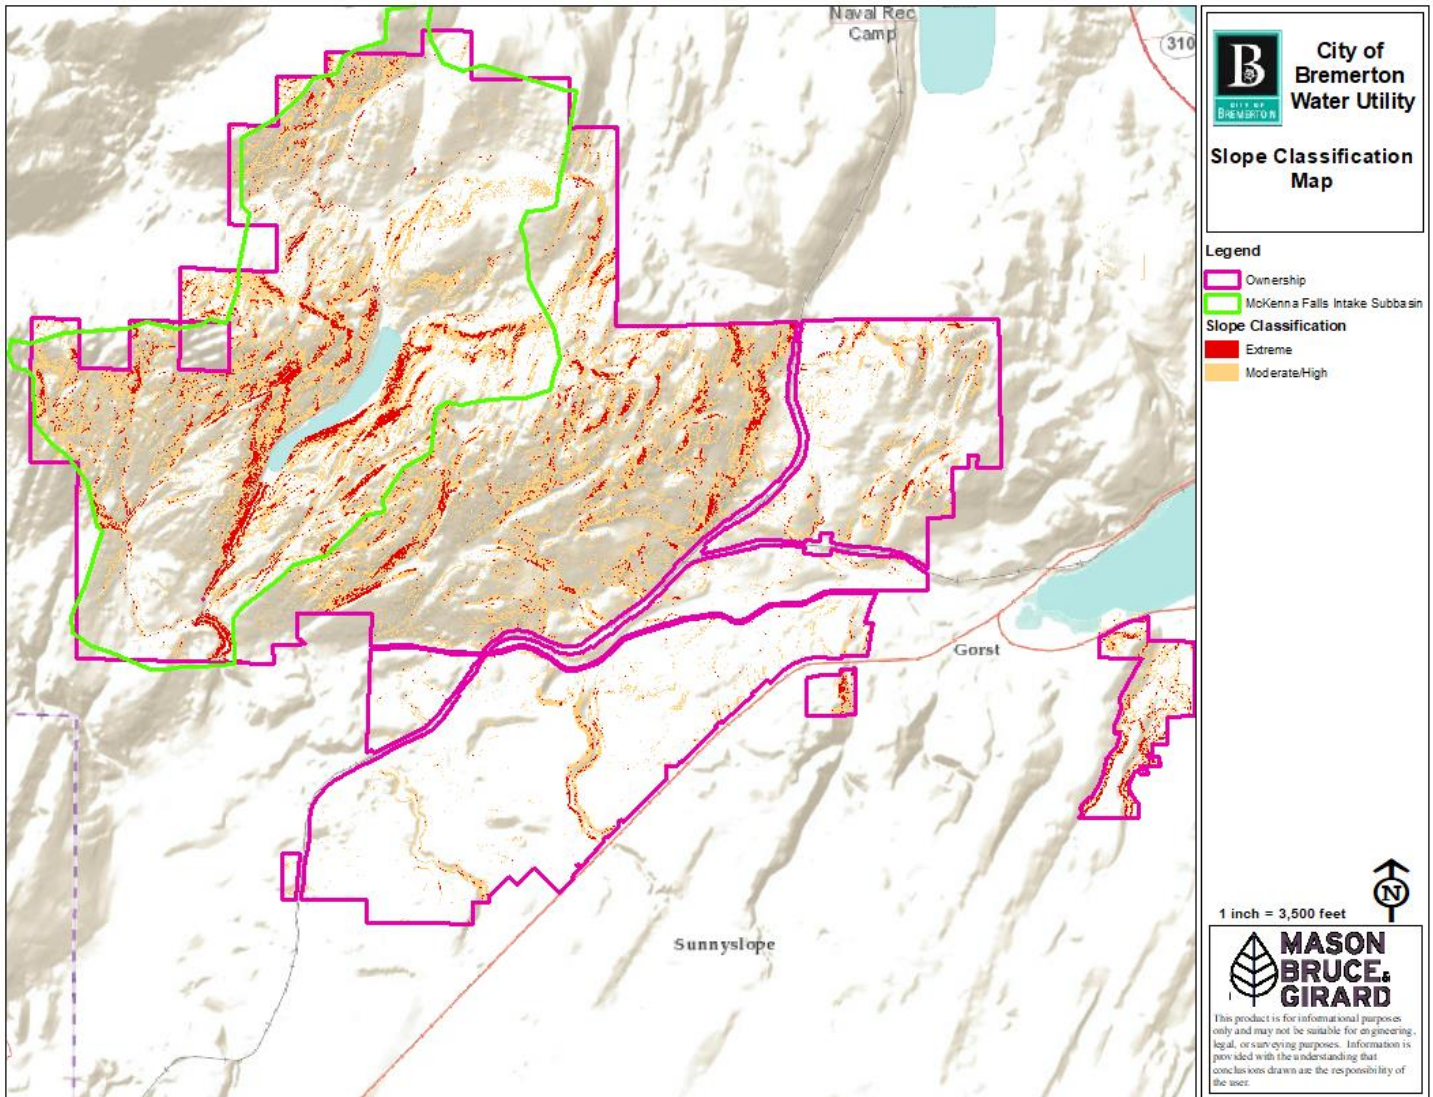 Naval Rec
Camp
310
Gorst
Sunnyslope
B
CITY OF
BREMERTON
City of
Bremerton
Water Utility
Slope Classification
Map
Legend
Ownership
McKenna Falls Intake Subbasin
Slope Classification
Extreme
Moderate/High
1 inch = 3,500 feet
N
MASON
BRUCE &
GIRARD
This product is for informational purposes
only and may not be suitable for engineering,
legal, or surveying purposes. Information is
provided with the understanding that
conclusions drawn are the responsibility of
the user.